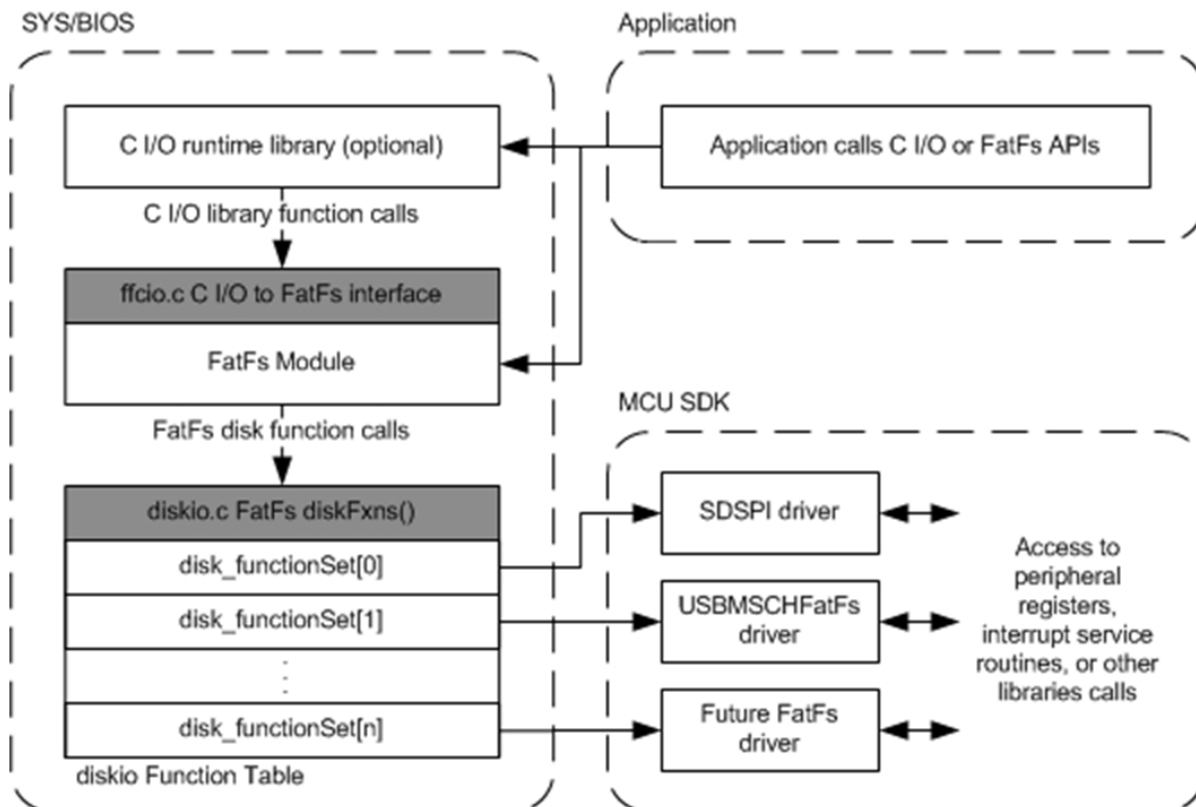 SYS/BIOS
C I/O runtime library (optional)
C I/O library function calls
ffcio.c C I/O to FatFs interface
FatFs Module
FatFs disk function calls
diskio.c FatFs diskFxns()
disk_functionSet[0]
disk_functionSet[1]
⋮
disk_functionSet[n]
diskio Function Table
Application
Application calls C I/O or FatFs APIs
MCU SDK
SDSPI driver
USBMSCHFatFs
driver
Future FatFs
driver
Access to
peripheral
registers,
interrupt service
routines, or other
libraries calls